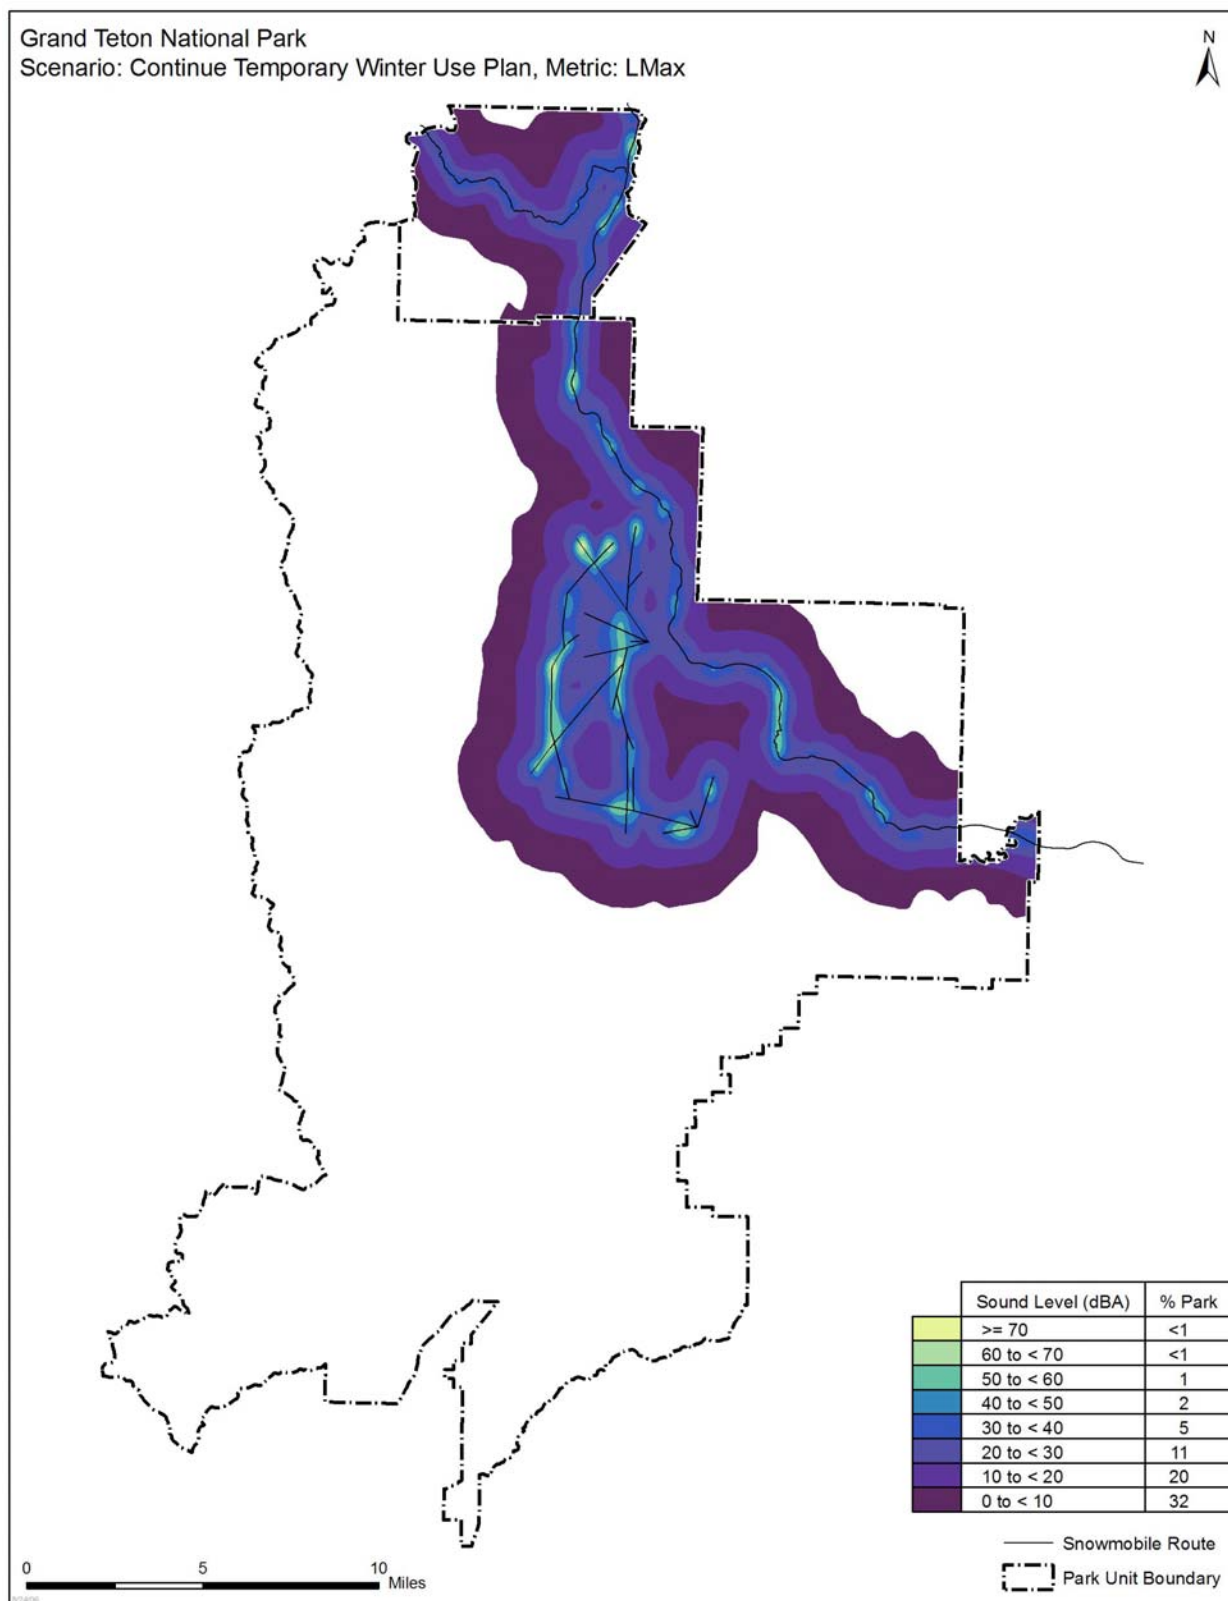 Grand Teton National Park
Scenario: Continue Temporary Winter Use Plan, Metric: LMax
N
Sound Level (dBA) % Park
>= 70 <1
60 to < 70 <1
50 to < 60 1
40 to < 50 2
30 to < 40 5
20 to < 30 11
10 to < 20 20
0 to < 10 32
Snowmobile Route
Park Unit Boundary
0 5 10 Miles